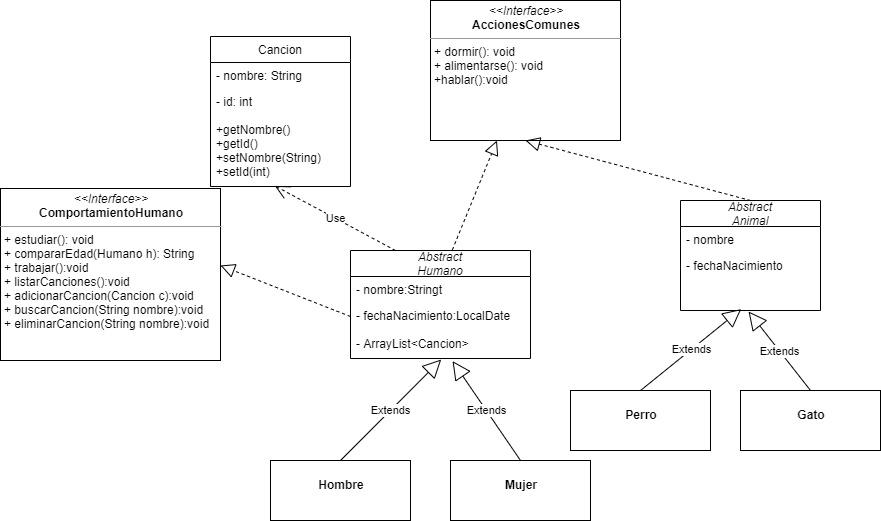 <<Interface>>
AccionesComunes
+ dormir(): void
+ alimentarse(): void
+hablar():void
Cancion
- nombre: String
- id: int
+getNombre()
+getId()
+setNombre(String)
+setId(int)
<<Interface>>
ComportamientoHumano
+ estudiar(): void
+ compararEdad(Humano h): String
+ trabajar():void
+ listarCanciones():void
+ adicionarCancion(Cancion c):void
+ buscarCancion(String nombre):void
+ eliminarCancion(String nombre):void
Use
Abstract
Humano
- nombre:Stringt
- fechaNacimiento:LocalDate
- ArrayList<Cancion>
Abstract
Animal
- nombre
- fechaNacimiento
Extends
Extends
Extends
Extends
Hombre
Mujer
Perro
Gato